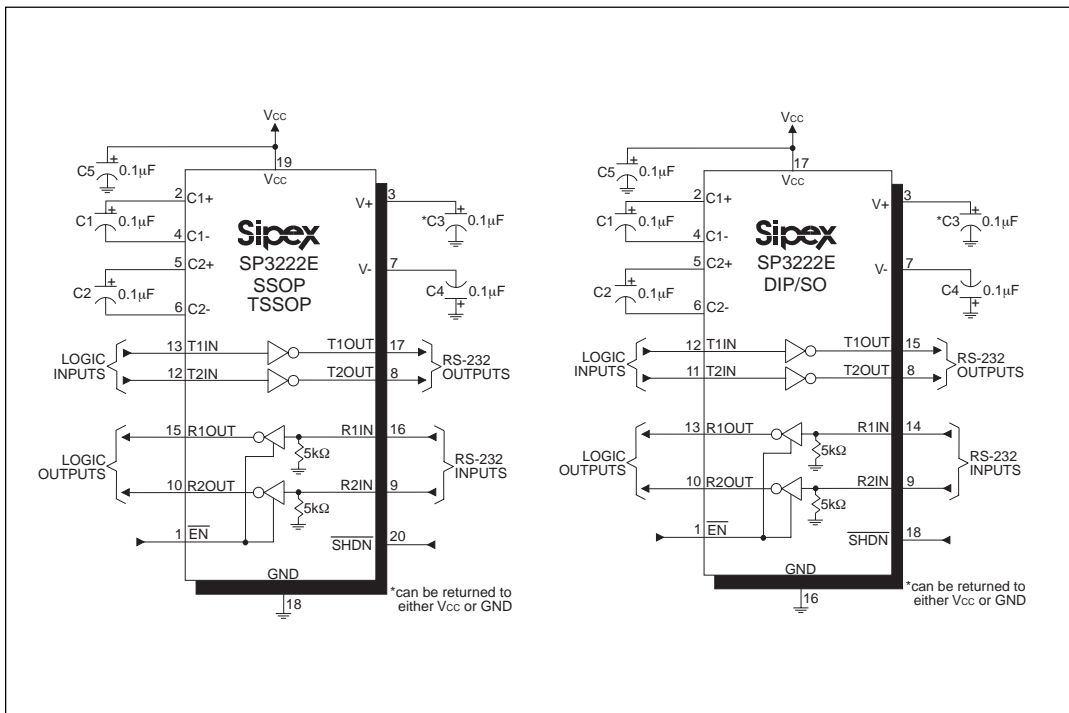 VCC
C5 + 0.1μF
19
VCC
2 C1+
C1 + 0.1μF
4 C1-
5 C2+
C2 + 0.1μF
6 C2-
Sipex
SP3222E
SSOP
TSSOP
V+ 3
*C3 + 0.1μF
V- 7
C4 + 0.1μF
LOGIC
INPUTS
13 T1IN T1OUT 17
12 T2IN T2OUT 8
RS-232
OUTPUTS
LOGIC
OUTPUTS
15 R1OUT R1IN 16
5kΩ
10 R2OUT R2IN 9
5kΩ
RS-232
INPUTS
1 EN
SHDN 20
GND
18
*can be returned to
either VCC or GND
VCC
C5 + 0.1μF
17
VCC
2 C1+
C1 + 0.1μF
4 C1-
5 C2+
C2 + 0.1μF
6 C2-
Sipex
SP3222E
DIP/SO
V+ 3
*C3 + 0.1μF
V- 7
C4 + 0.1μF
LOGIC
INPUTS
12 T1IN T1OUT 15
11 T2IN T2OUT 8
RS-232
OUTPUTS
LOGIC
OUTPUTS
13 R1OUT R1IN 14
5kΩ
10 R2OUT R2IN 9
5kΩ
RS-232
INPUTS
1 EN
SHDN 18
GND
16
*can be returned to
either VCC or GND